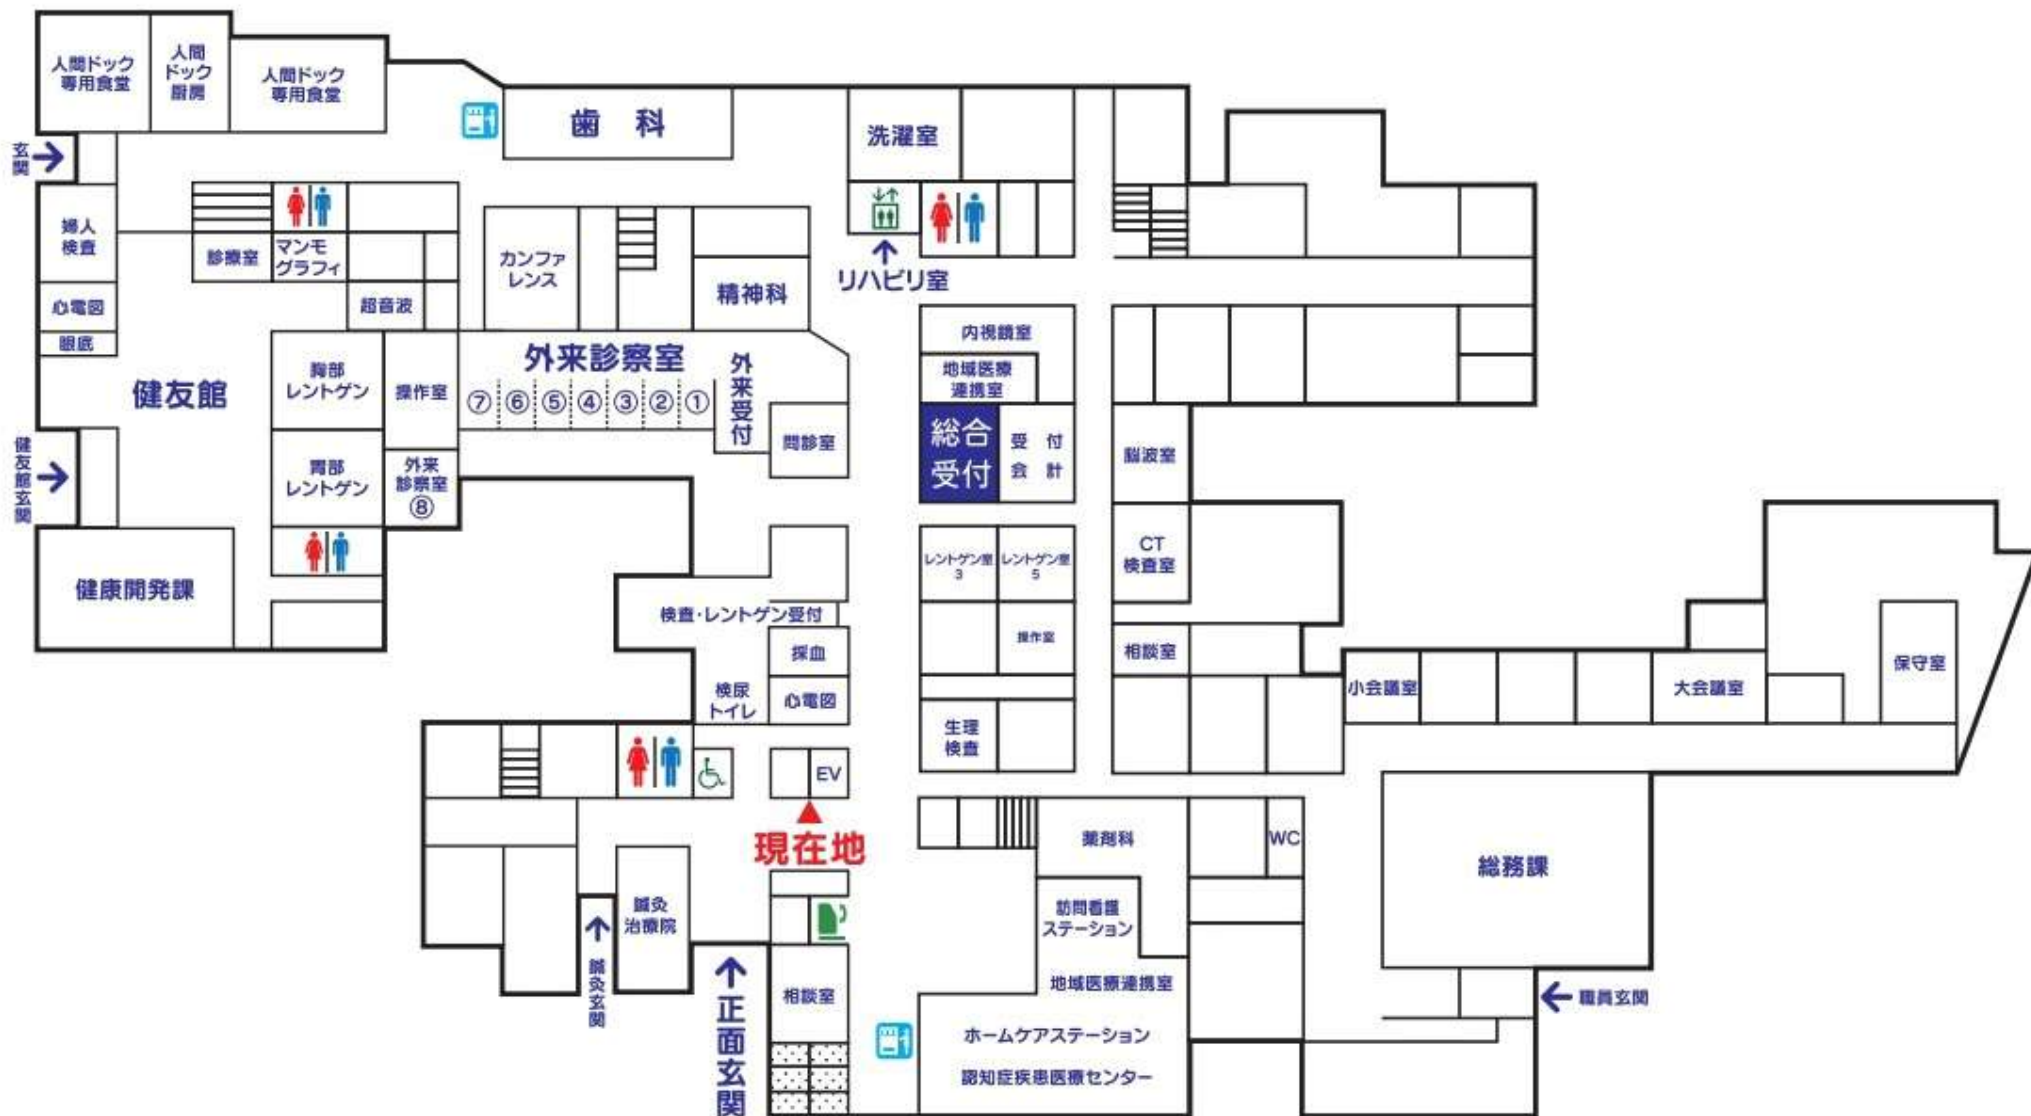 人間ドック
専用食堂
人間
ドック
厨房
人間ドック
専用食堂
歯 科
洗濯室
玄関
婦人
検査
診療室
マンモ
グラフィ
カンファ
レンス
精神科
リハビリ室
心電図
超音波
眼底
健友館
胸部
レントゲン
操作室
外来診察室
⑦
⑥
⑤
④
③
②
①
外来受付
問診室
内視鏡室
地域医療
連携室
総合
受付
受 付
会 計
脳波室
健友館玄関
胃部
レントゲン
外来
診察室
⑧
健康開発課
レントゲン室
3
レントゲン室
5
CT
検査室
検査・レントゲン受付
操作室
採血
相談室
保守室
検尿
トイレ
心電図
小会議室
大会議室
生理
検査
EV
現在地
薬剤科
WC
総務課
鍼灸
治療院
訪問看護
ステーション
鍼灸玄関
正面玄関
相談室
地域医療連携室
職員玄関
ホームケアステーション
認知症疾患医療センター